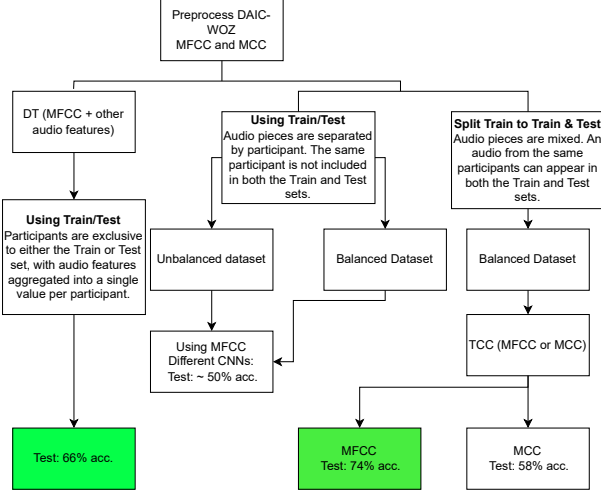 Preprocess DAIC-
WOZ
MFCC and MCC
DT (MFCC + other
audio features)
Using Train/Test
Audio pieces are separated
by participant. The same
participant is not included
in both the Train and Test
sets.
Split Train to Train & Test
Audio pieces are mixed. An
audio from the same
participants can appear in
both the Train and Test
sets.
Using Train/Test
Participants are exclusive
to either the Train or Test
set, with audio features
aggregated into a single
value per participant.
Unbalanced dataset
Balanced Dataset
Balanced Dataset
Using MFCC
Different CNNs:
Test: ~ 50% acc.
TCC (MFCC or MCC)
Test: 66% acc.
MFCC
Test: 74% acc.
MCC
Test: 58% acc.